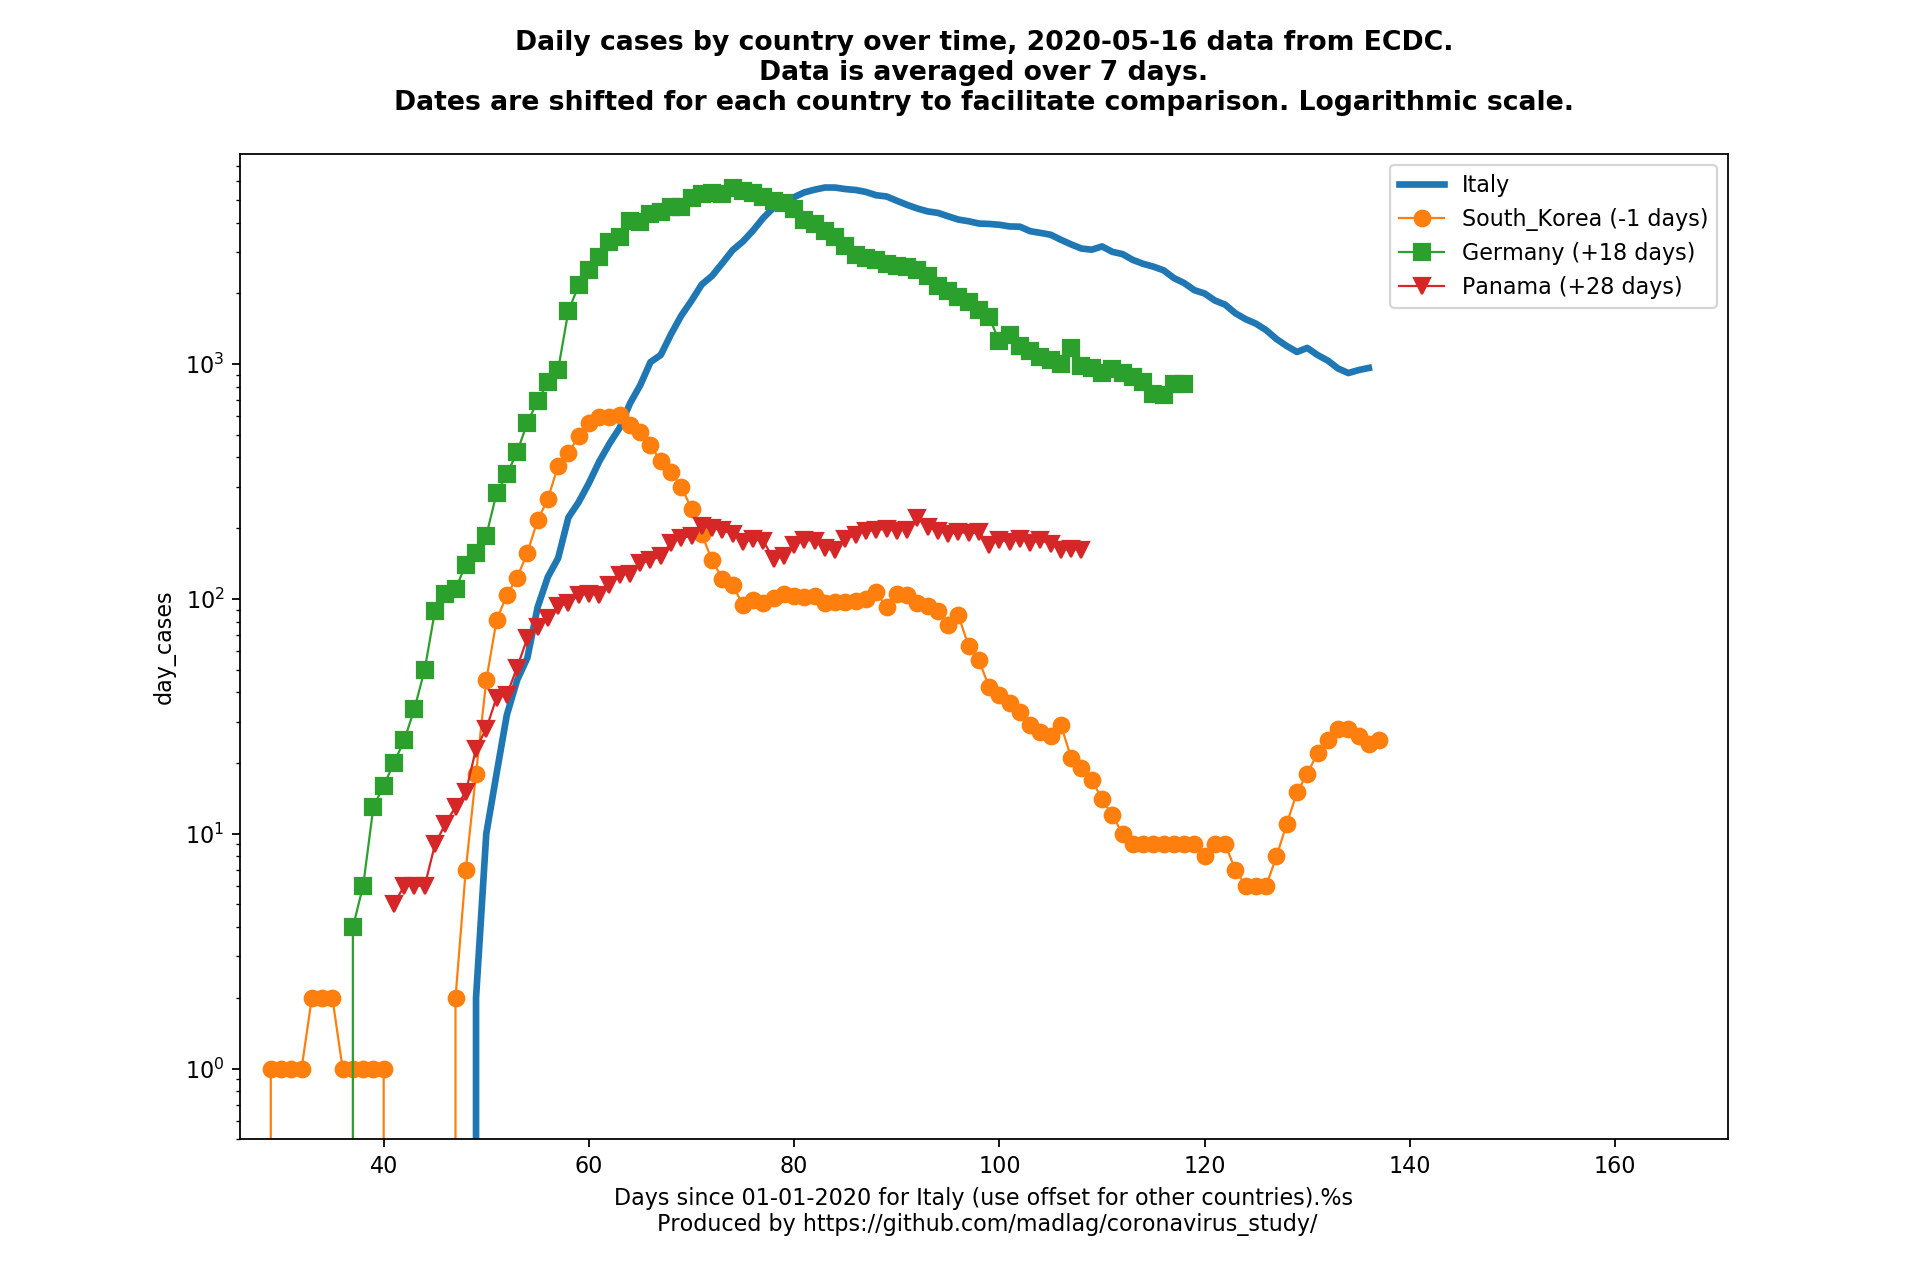 Daily cases by country over time, 2020-05-16 data from ECDC.
Data is averaged over 7 days.
Dates are shifted for each country to facilitate comparison. Logarithmic scale.
Italy
South_Korea (-1 days)
Germany (+18 days)
Panama (+28 days)
day_cases
10³
10²
10¹
10⁰
40 60 80 100 120 140 160
Days since 01-01-2020 for Italy (use offset for other countries).%s
Produced by https://github.com/madlag/coronavirus_study/